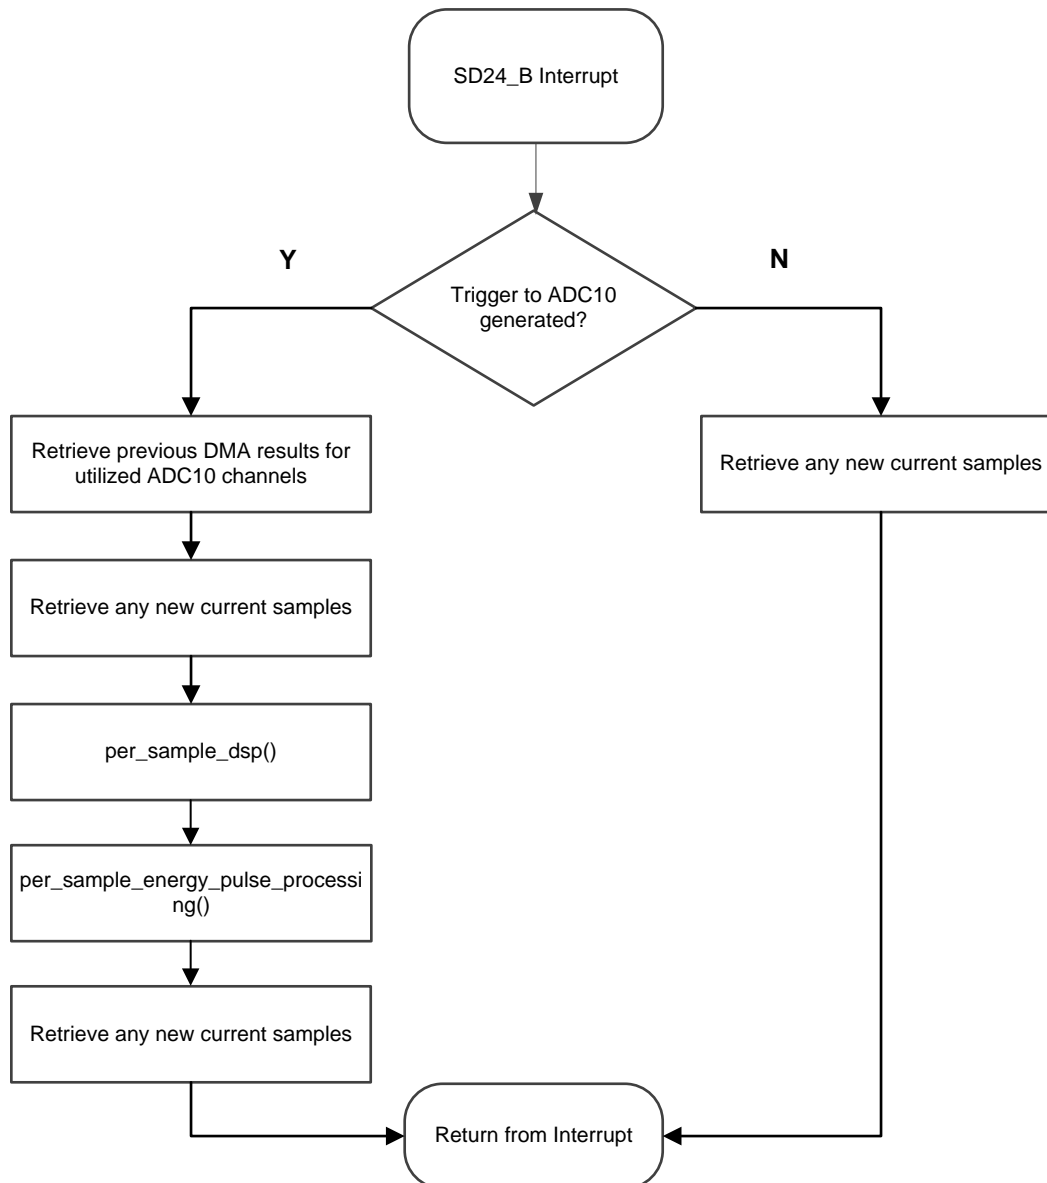 SD24_B Interrupt
Y
N
Trigger to ADC10
generated?
Retrieve previous DMA results for
utilized ADC10 channels
Retrieve any new current samples
Retrieve any new current samples
per_sample_dsp()
per_sample_energy_pulse_processi
ng()
Retrieve any new current samples
Return from Interrupt